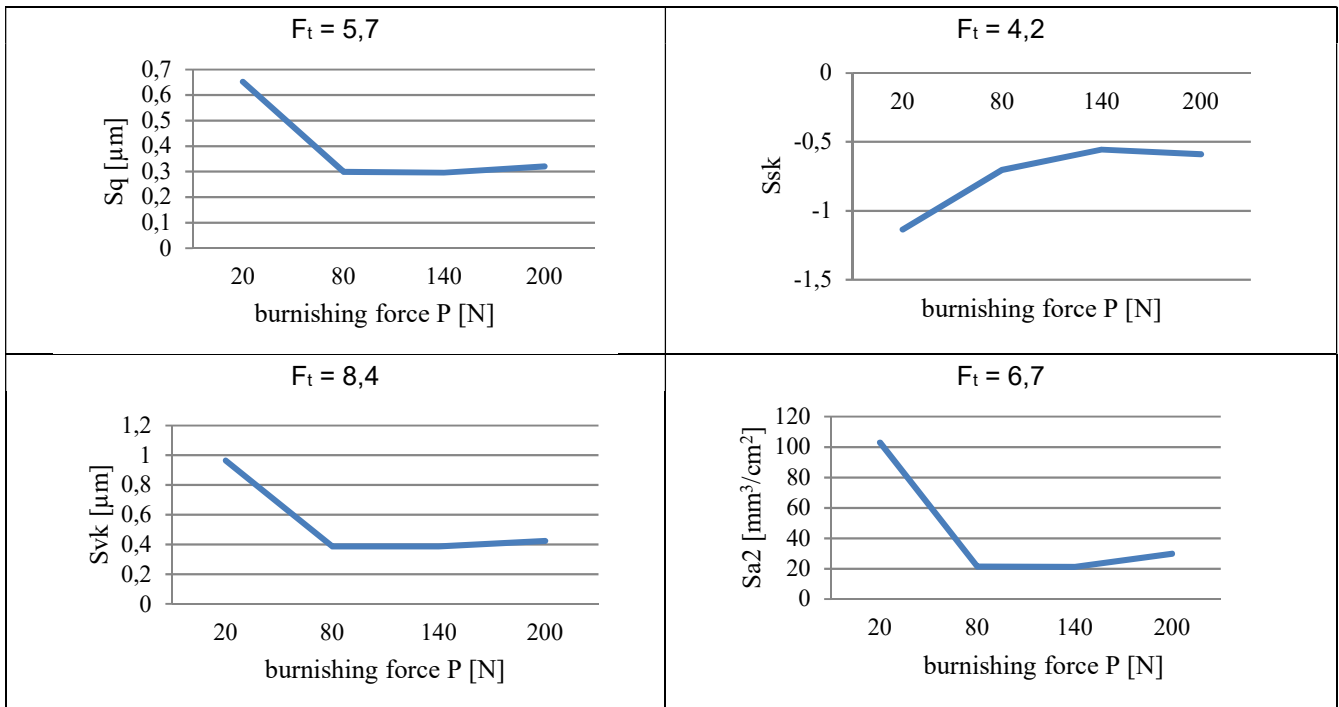 Fₜ = 5,7
0,7
0,6
0,5
0,4
0,3
0,2
0,1
0
Sq [µm]
20 80 140 200
burnishing force P [N]
Fₜ = 4,2
0
-0,5
-1
-1,5
Ssk
20 80 140 200
burnishing force P [N]
Fₜ = 8,4
1,2
1
0,8
0,6
0,4
0,2
0
Svk [µm]
20 80 140 200
burnishing force P [N]
Fₜ = 6,7
120
100
80
60
40
20
0
Sa2 [mm³/cm²]
20 80 140 200
burnishing force P [N]